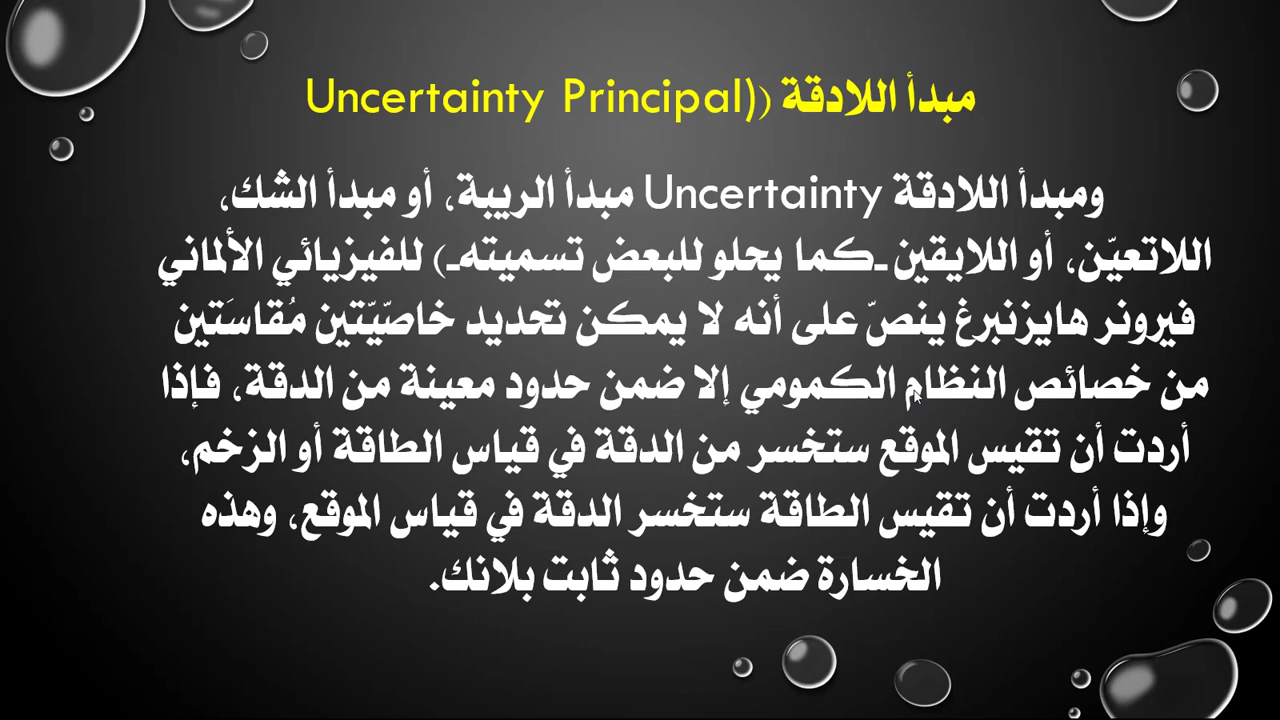 مبدأ اللادقة ((Uncertainty Principal
ومبدأ اللادقة Uncertainty مبدأ الريبة، أو مبدأ الشك،
اللاتعيّن، أو اللايقين ـكما يحلو للبعض تسميتهـ) للفيزيائي الألماني
فيرونر هايزنبرغ ينصّ على أنه لا يمكن تحديد خاصّيّتين مُقاسَتين
من خصائص النظام الكمومي إلا ضمن حدود معينة من الدقة، فإذا
أردت أن تقيس الموقع ستخسر من الدقة في قياس الطاقة أو الزخم،
وإذا أردت أن تقيس الطاقة ستخسر الدقة في قياس الموقع، وهذه
الخسارة ضمن حدود ثابت بلانك.